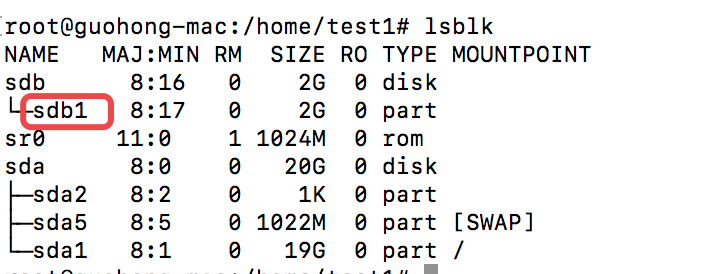 root@guohong-mac:/home/test1# lsblk
NAME   MAJ:MIN RM  SIZE RO TYPE MOUNTPOINT
sdb      8:16   0    2G  0 disk
└─sdb1   8:17   0    2G  0 part
sr0     11:0    1 1024M  0 rom
sda      8:0    0   20G  0 disk
├─sda2   8:2    0    1K  0 part
├─sda5   8:5    0 1022M  0 part [SWAP]
└─sda1   8:1    0   19G  0 part /
root@guohong-mac:/home/test1#